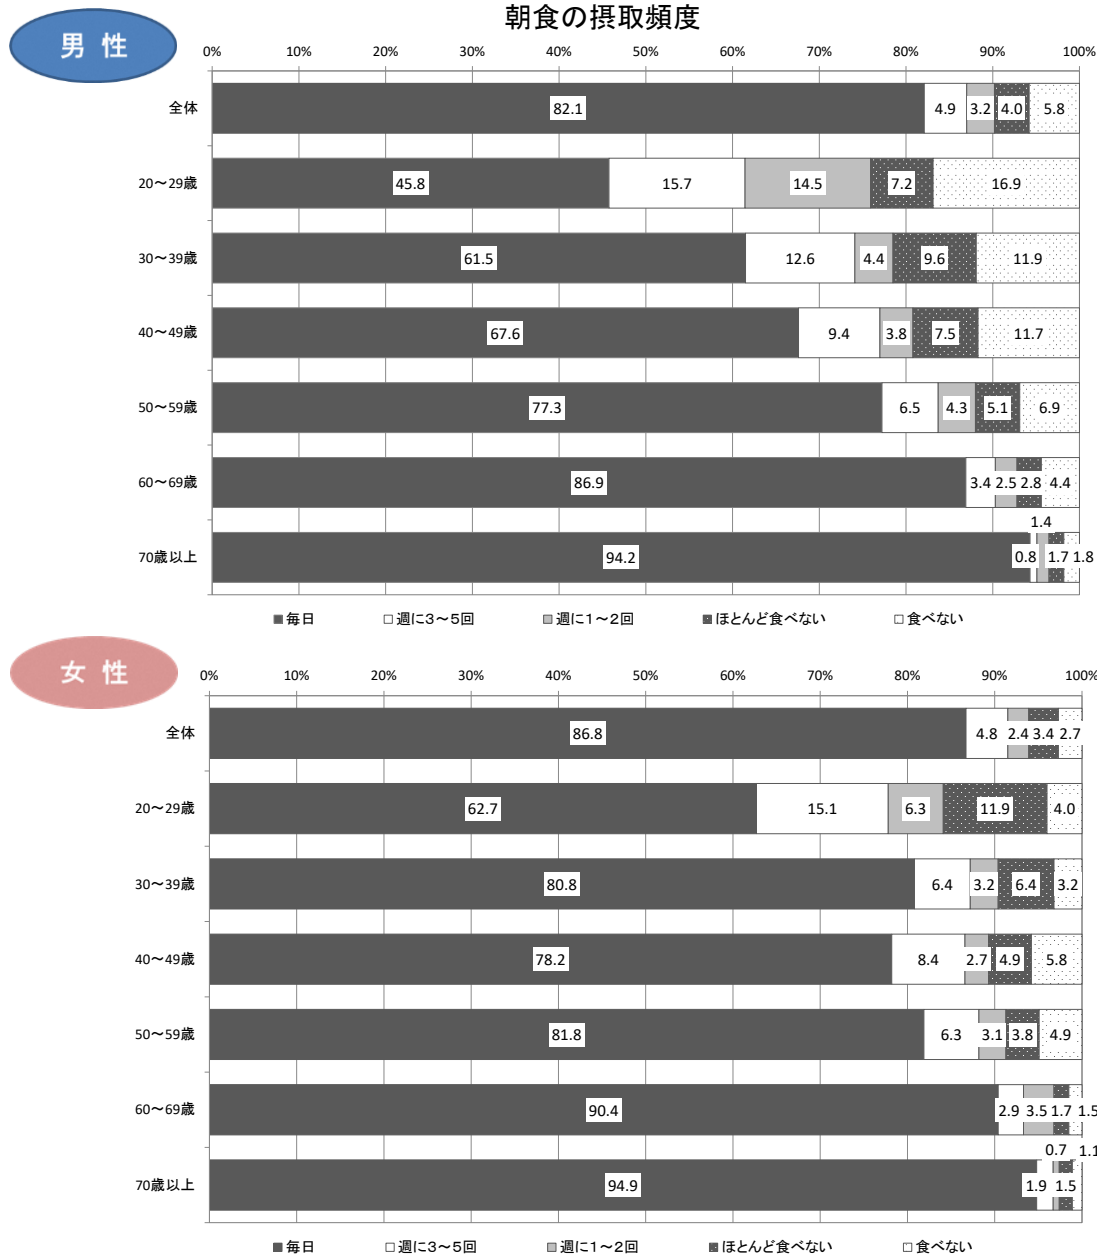 朝食の摂取頻度
男 性
0% 10% 20% 30% 40% 50% 60% 70% 80% 90% 100%
全体 82.1 4.9 3.2 4.0 5.8
20～29歳 45.8 15.7 14.5 7.2 16.9
30～39歳 61.5 12.6 4.4 9.6 11.9
40～49歳 67.6 9.4 3.8 7.5 11.7
50～59歳 77.3 6.5 4.3 5.1 6.9
60～69歳 86.9 3.4 2.5 2.8 4.4
1.4
70歳以上 94.2 0.8 1.7 1.8
毎日 週に3～5回 週に1～2回 ほとんど食べない 食べない
女 性
0% 10% 20% 30% 40% 50% 60% 70% 80% 90% 100%
全体 86.8 4.8 2.4 3.4 2.7
20～29歳 62.7 15.1 6.3 11.9 4.0
30～39歳 80.8 6.4 3.2 6.4 3.2
40～49歳 78.2 8.4 2.7 4.9 5.8
50～59歳 81.8 6.3 3.1 3.8 4.9
60～69歳 90.4 2.9 3.5 1.7 1.5
0.7 1.1
70歳以上 94.9 1.9 1.5
毎日 週に3～5回 週に1～2回 ほとんど食べない 食べない